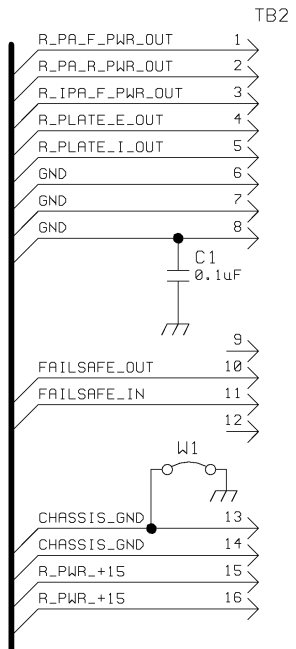 TB2
R_PA_F_PWR_OUT 1
R_PA_R_PWR_OUT 2
R_IPA_F_PWR_OUT 3
R_PLATE_E_OUT 4
R_PLATE_I_OUT 5
GND 6
GND 7
GND 8
C1
0.1uF
9
FAILSAFE_OUT 10
FAILSAFE_IN 11
12
W1
CHASSIS_GND 13
CHASSIS_GND 14
R_PWR_+15 15
R_PWR_+15 16